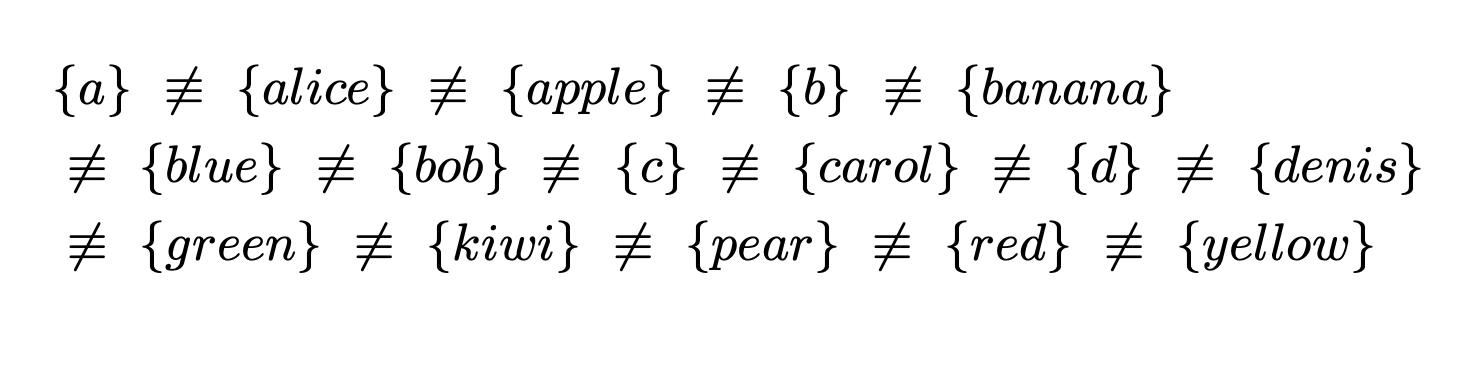 {a} ≢ {alice} ≢ {apple} ≢ {b} ≢ {banana}
≢ {blue} ≢ {bob} ≢ {c} ≢ {carol} ≢ {d} ≢ {denis}
≢ {green} ≢ {kiwi} ≢ {pear} ≢ {red} ≢ {yellow}